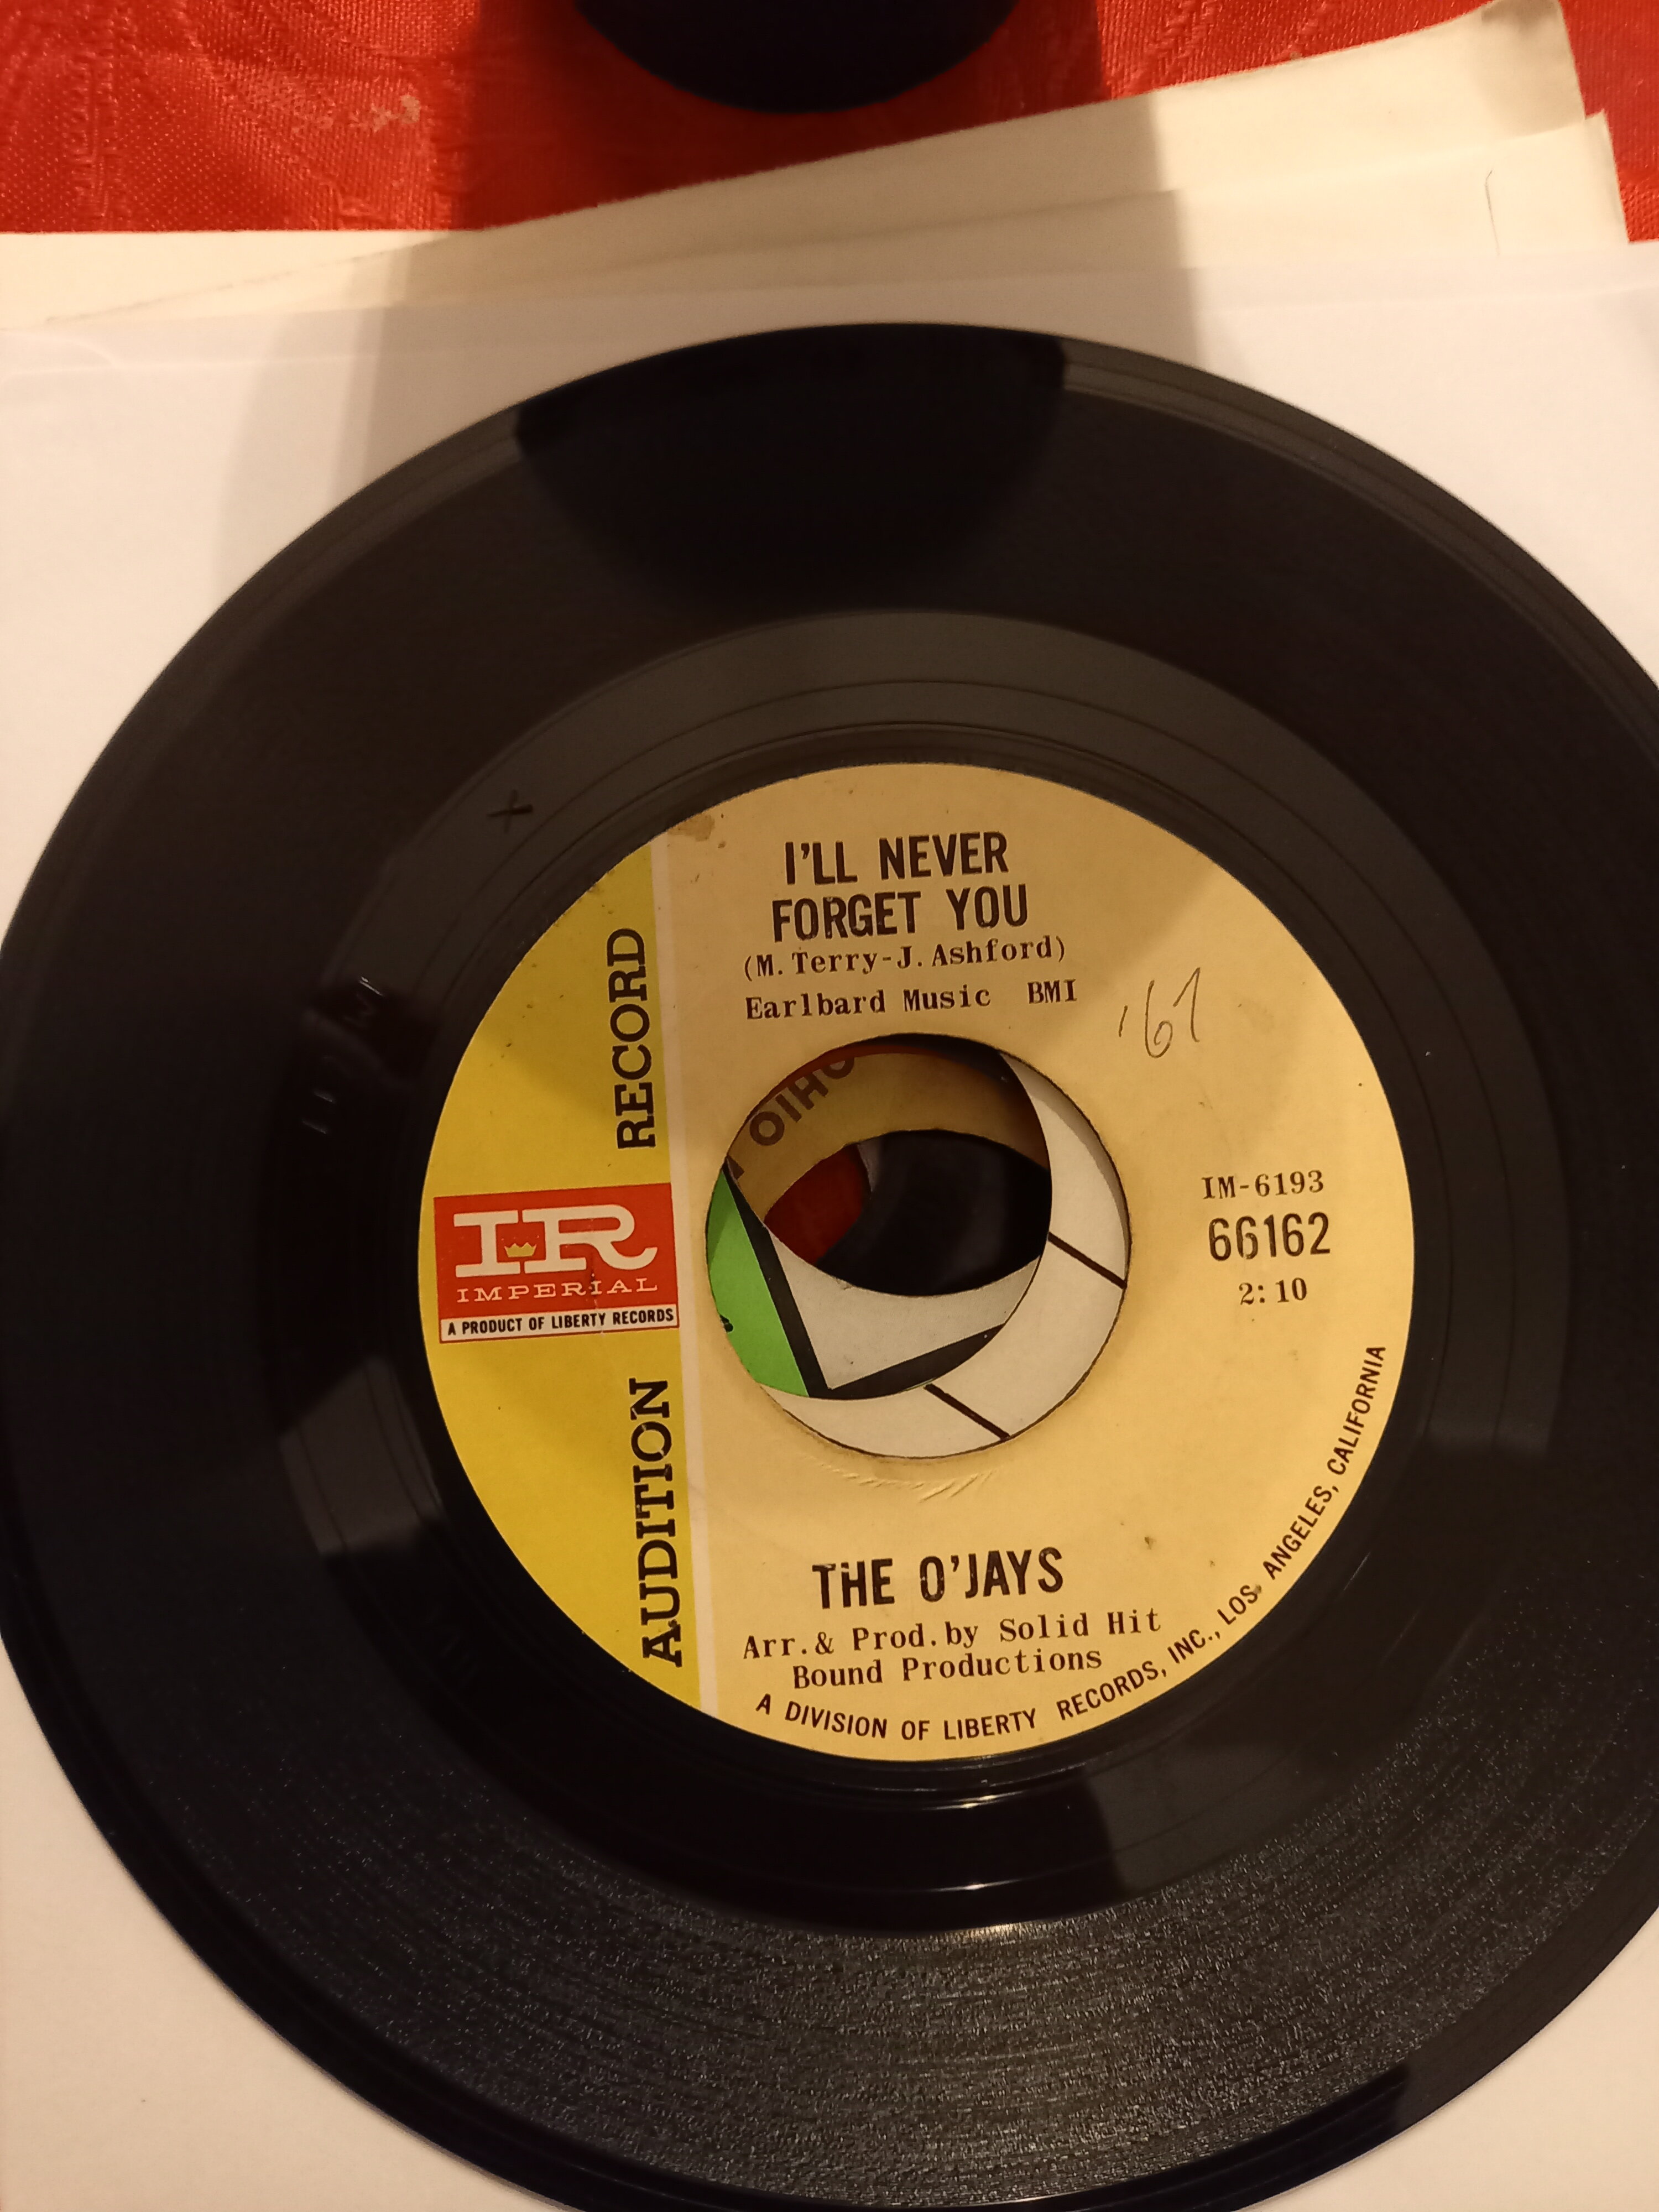 I'LL NEVER
FORGET YOU
(M. Terry-J. Ashford)
Earlbard Music BMI
'67
OHIO
RECORD
IR
IMPERIAL
A PRODUCT OF LIBERTY RECORDS
AUDITION
IM-6193
66162
2:10
THE O'JAYS
Arr. & Prod. by Solid Hit
Bound Productions
A DIVISION OF LIBERTY RECORDS, INC., LOS ANGELES, CALIFORNIA